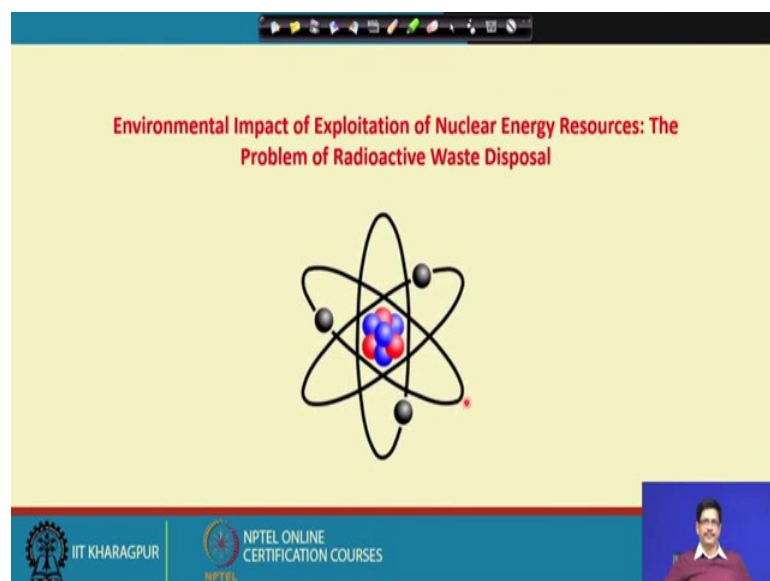 Environmental Impact of Exploitation of Nuclear Energy Resources: The
Problem of Radioactive Waste Disposal
IIT KHARAGPUR
NPTEL ONLINE
CERTIFICATION COURSES
NPTEL